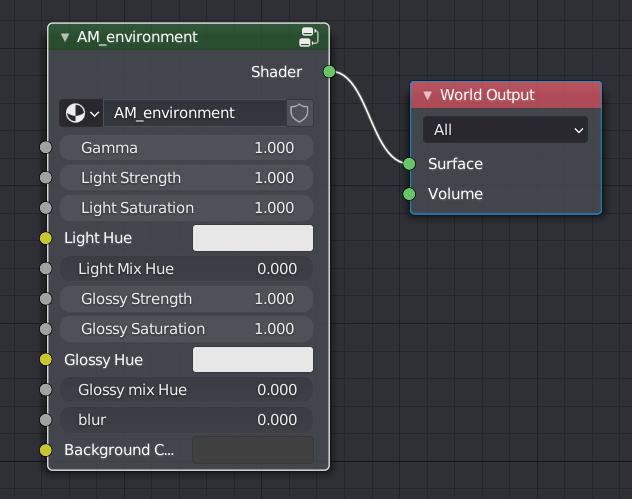 AM_environment
Shader
AM_environment
Gamma 1.000
Light Strength 1.000
Light Saturation 1.000
Light Hue
Light Mix Hue 0.000
Glossy Strength 1.000
Glossy Saturation 1.000
Glossy Hue
Glossy mix Hue 0.000
blur 0.000
Background C...
World Output
All
Surface
Volume